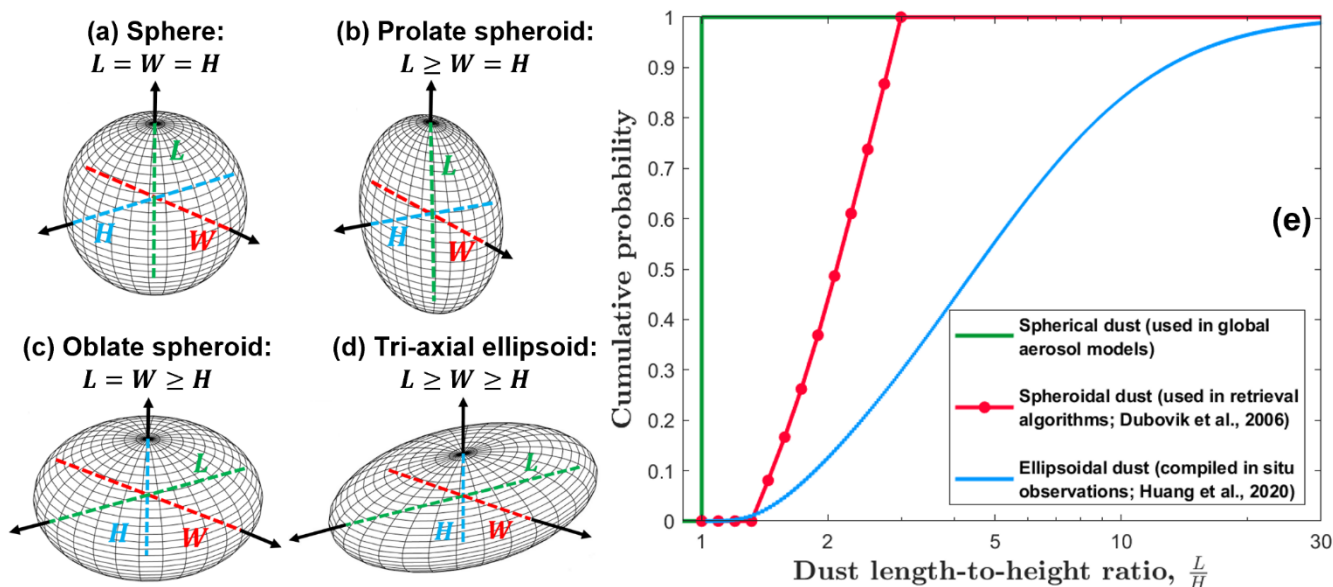 (a) Sphere:
L = W = H
L
H
W
(b) Prolate spheroid:
L ≥ W = H
L
H
W
(c) Oblate spheroid:
L = W ≥ H
L
H
W
(d) Tri-axial ellipsoid:
L ≥ W ≥ H
L
H
W
Cumulative probability
1
0.9
0.8
0.7
0.6
0.5
0.4
0.3
0.2
0.1
0
(e)
Spherical dust (used in global
aerosol models)
Spheroidal dust (used in retrieval
algorithms; Dubovik et al., 2006)
Ellipsoidal dust (compiled in situ
observations; Huang et al., 2020)
1 2 5 10 30
Dust length-to-height ratio, L/H